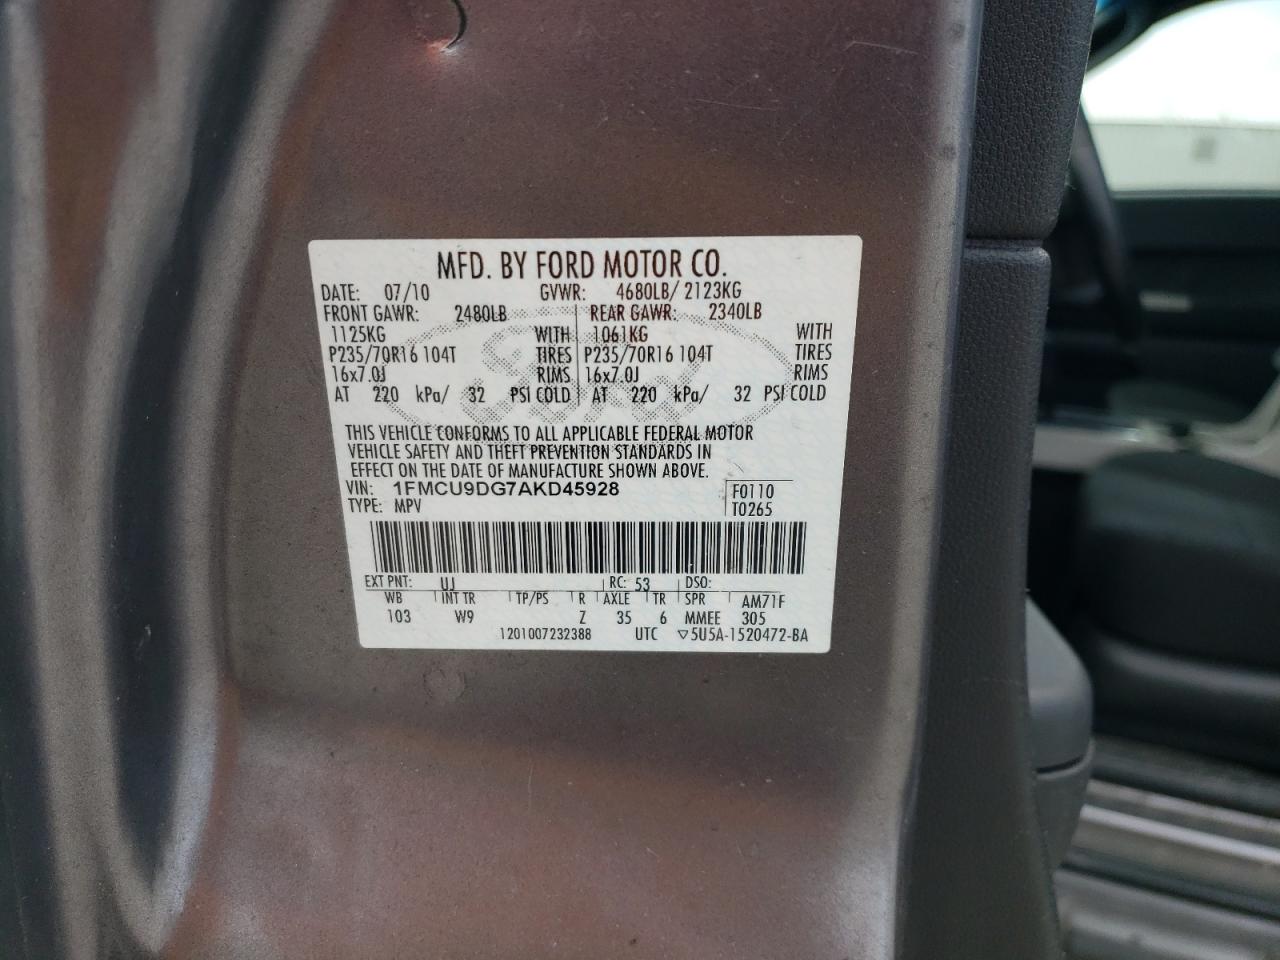 MFD. BY FORD MOTOR CO.
DATE: 07/10 GVWR: 4680LB/ 2123KG
FRONT GAWR: 2480LB REAR GAWR: 2340LB
1125KG WITH 1061KG WITH
P235/70R16 104T TIRES P235/70R16 104T TIRES
16x7.0J RIMS 16x7.0J RIMS
AT 220 kPa/ 32 PSI COLD AT 220 kPa/ 32 PSI COLD
THIS VEHICLE CONFORMS TO ALL APPLICABLE FEDERAL MOTOR
VEHICLE SAFETY AND THEFT PREVENTION STANDARDS IN
EFFECT ON THE DATE OF MANUFACTURE SHOWN ABOVE.
VIN: 1FMCU9DG7AKD45928 F0110
TYPE: MPV T0265
EXT PNT: UJ RC: 53 DSO:
WB INT TR TP/PS R AXLE TR SPR AM71F
103 W9 Z 35 6 MMEE 305
1201007232388 UTC ▽5U5A-1520472-BA